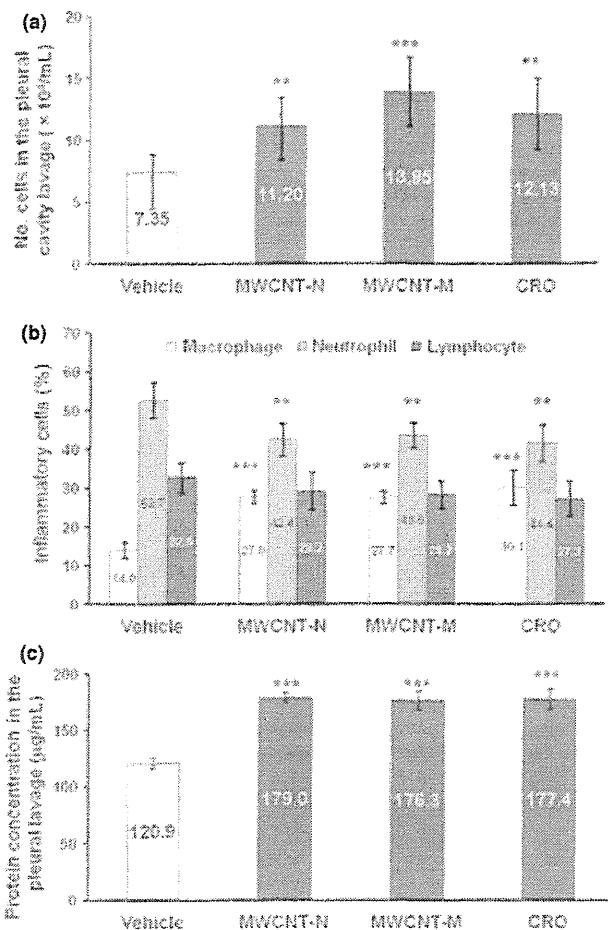 (a)
No. cells in the pleural
cavity lavage
20
15
10
5
0
**
***
**
7.35
11.20
13.95
12.13
Vehicle MWCNT-N MWCNT-M CRO
(b)
Inflammatory cells (%)
70
60
50
40
30
20
10
0
Macrophage Neutrophil Lymphocyte
*** ** *** ** *** **
14.0
Vehicle MWCNT-N MWCNT-M CRO
(c)
Protein concentration in the
pleural lavage (μg/mL)
200
150
100
50
0
***
***
***
120.9
179.0
176.3
177.4
Vehicle MWCNT-N MWCNT-M CRO